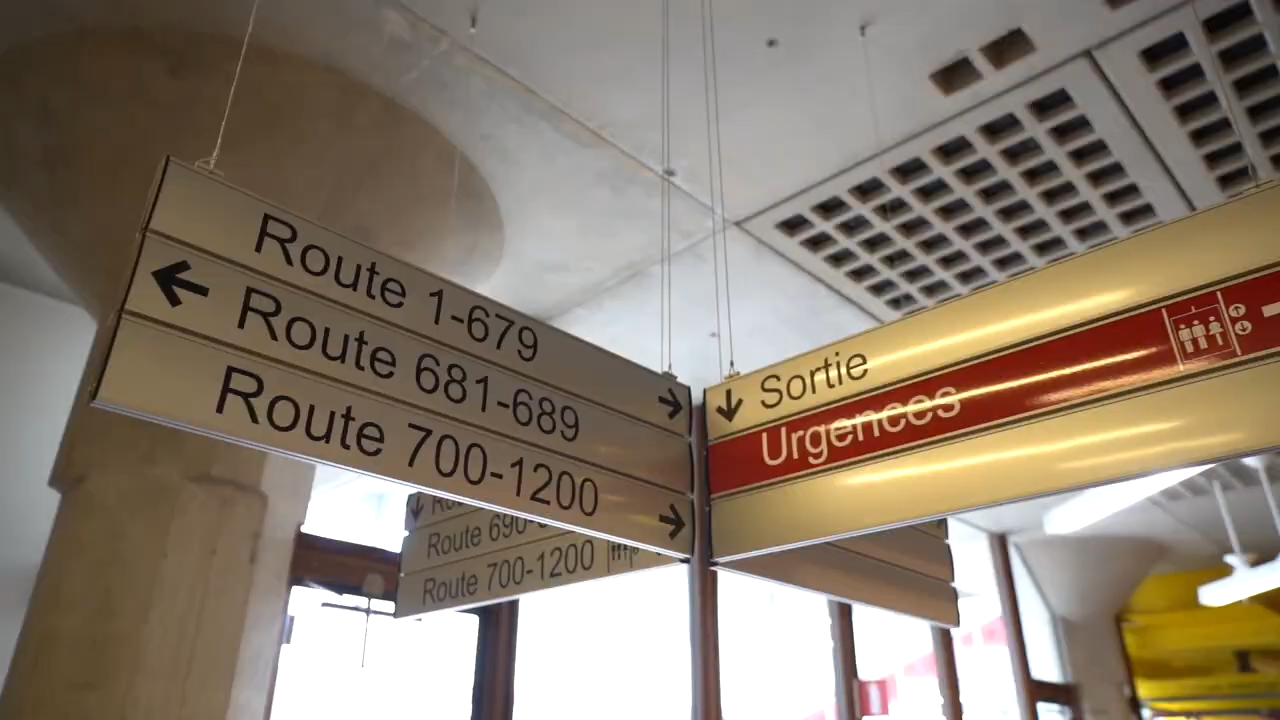 Route 1-679
Route 681-689
Route 700-1200
Sortie
Urgences
Route 690-
Route 700-1200